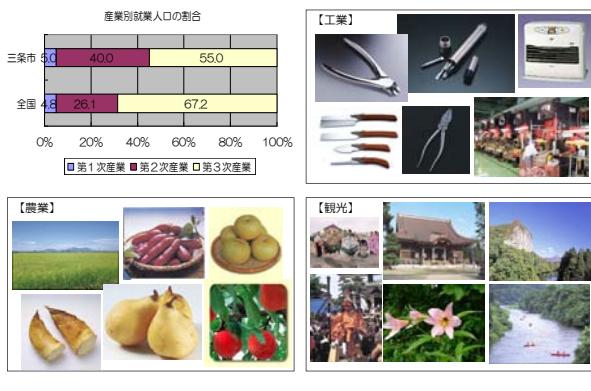 産業別就業人口の割合
三条市 5.0 40.0 55.0
全国 4.8 26.1 67.2
0% 20% 40% 60% 80% 100%
第1次産業 第2次産業 第3次産業
【工業】
【農業】
【観光】